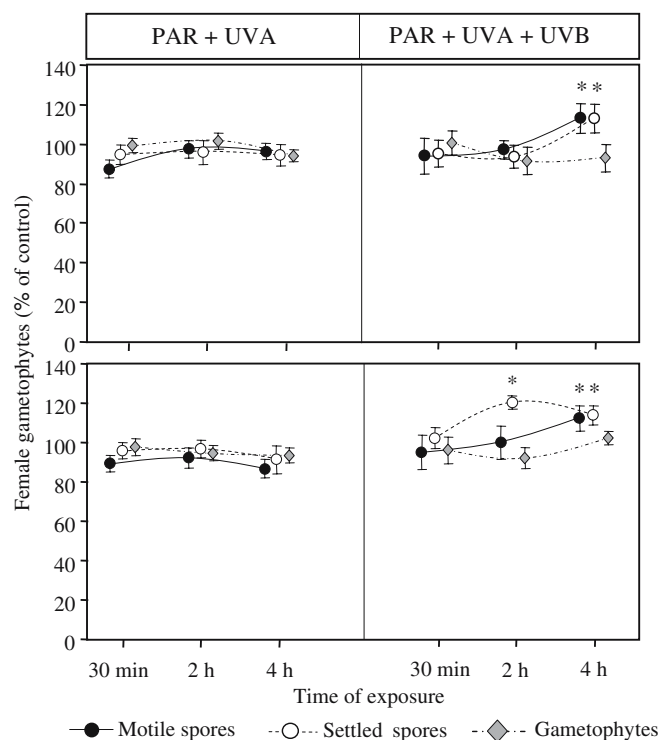 PAR + UVA
PAR + UVA + UVB
Female gametophytes (% of control)
140
120
100
80
60
40
20
0
* *
140
120
100
80
60
40
20
0
*
* *
30 min 2 h 4 h
30 min 2 h 4 h
Time of exposure
Motile spores Settled spores Gametophytes